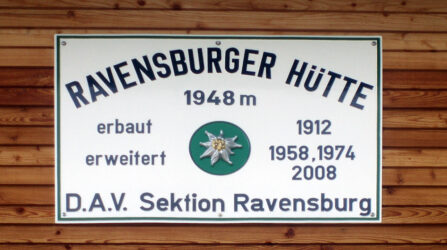 RAVENSBURGER HÜTTE
1948 m
erbaut 1912
erweitert 1958, 1974
2008
D.A.V. Sektion Ravensburg